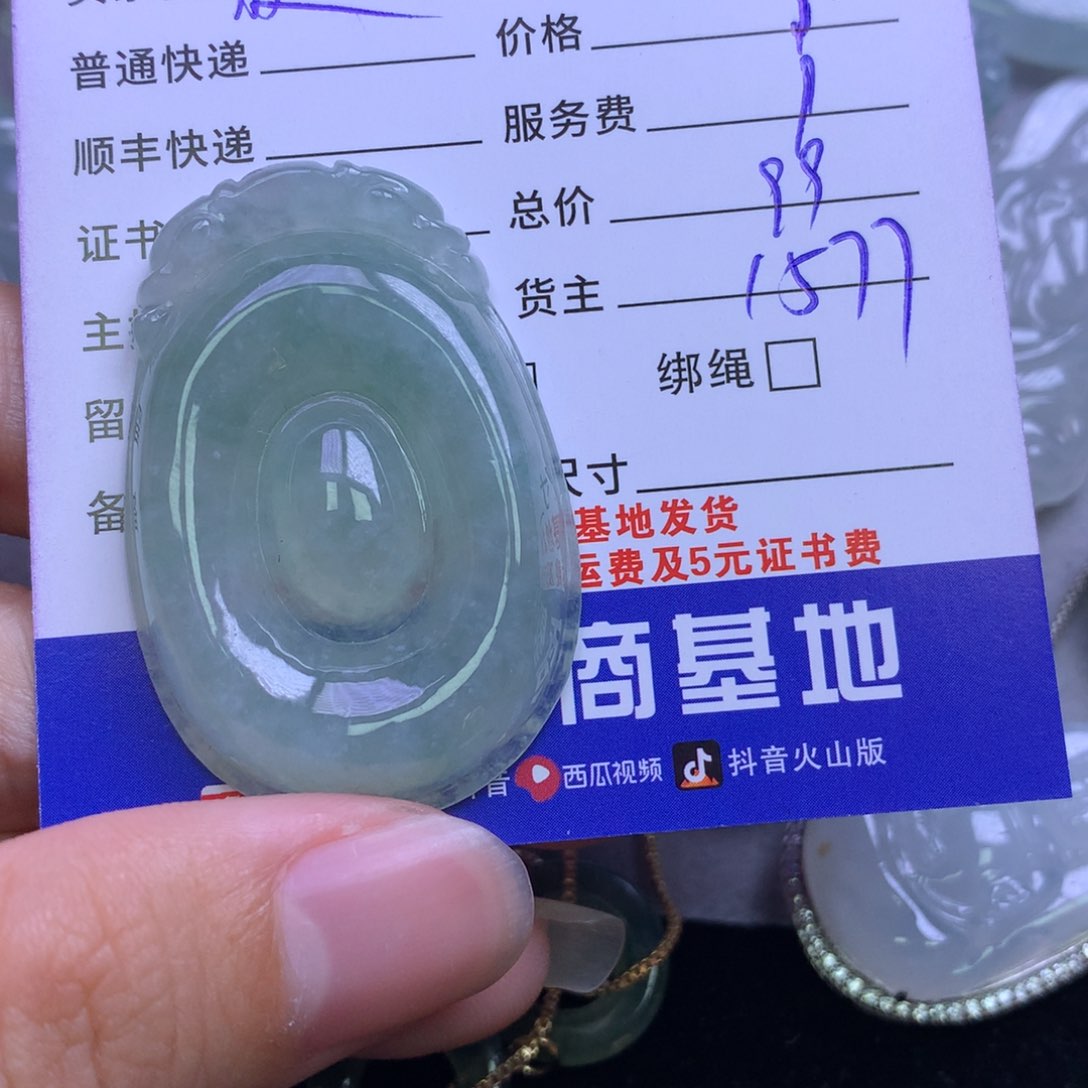 普通快递 价格
顺丰快递 服务费
证书 总价 99
货主 1577
主
留 绑绳
备 尺寸
基地发货
运费及5元证书费
商基地
音 西瓜视频 抖音火山版